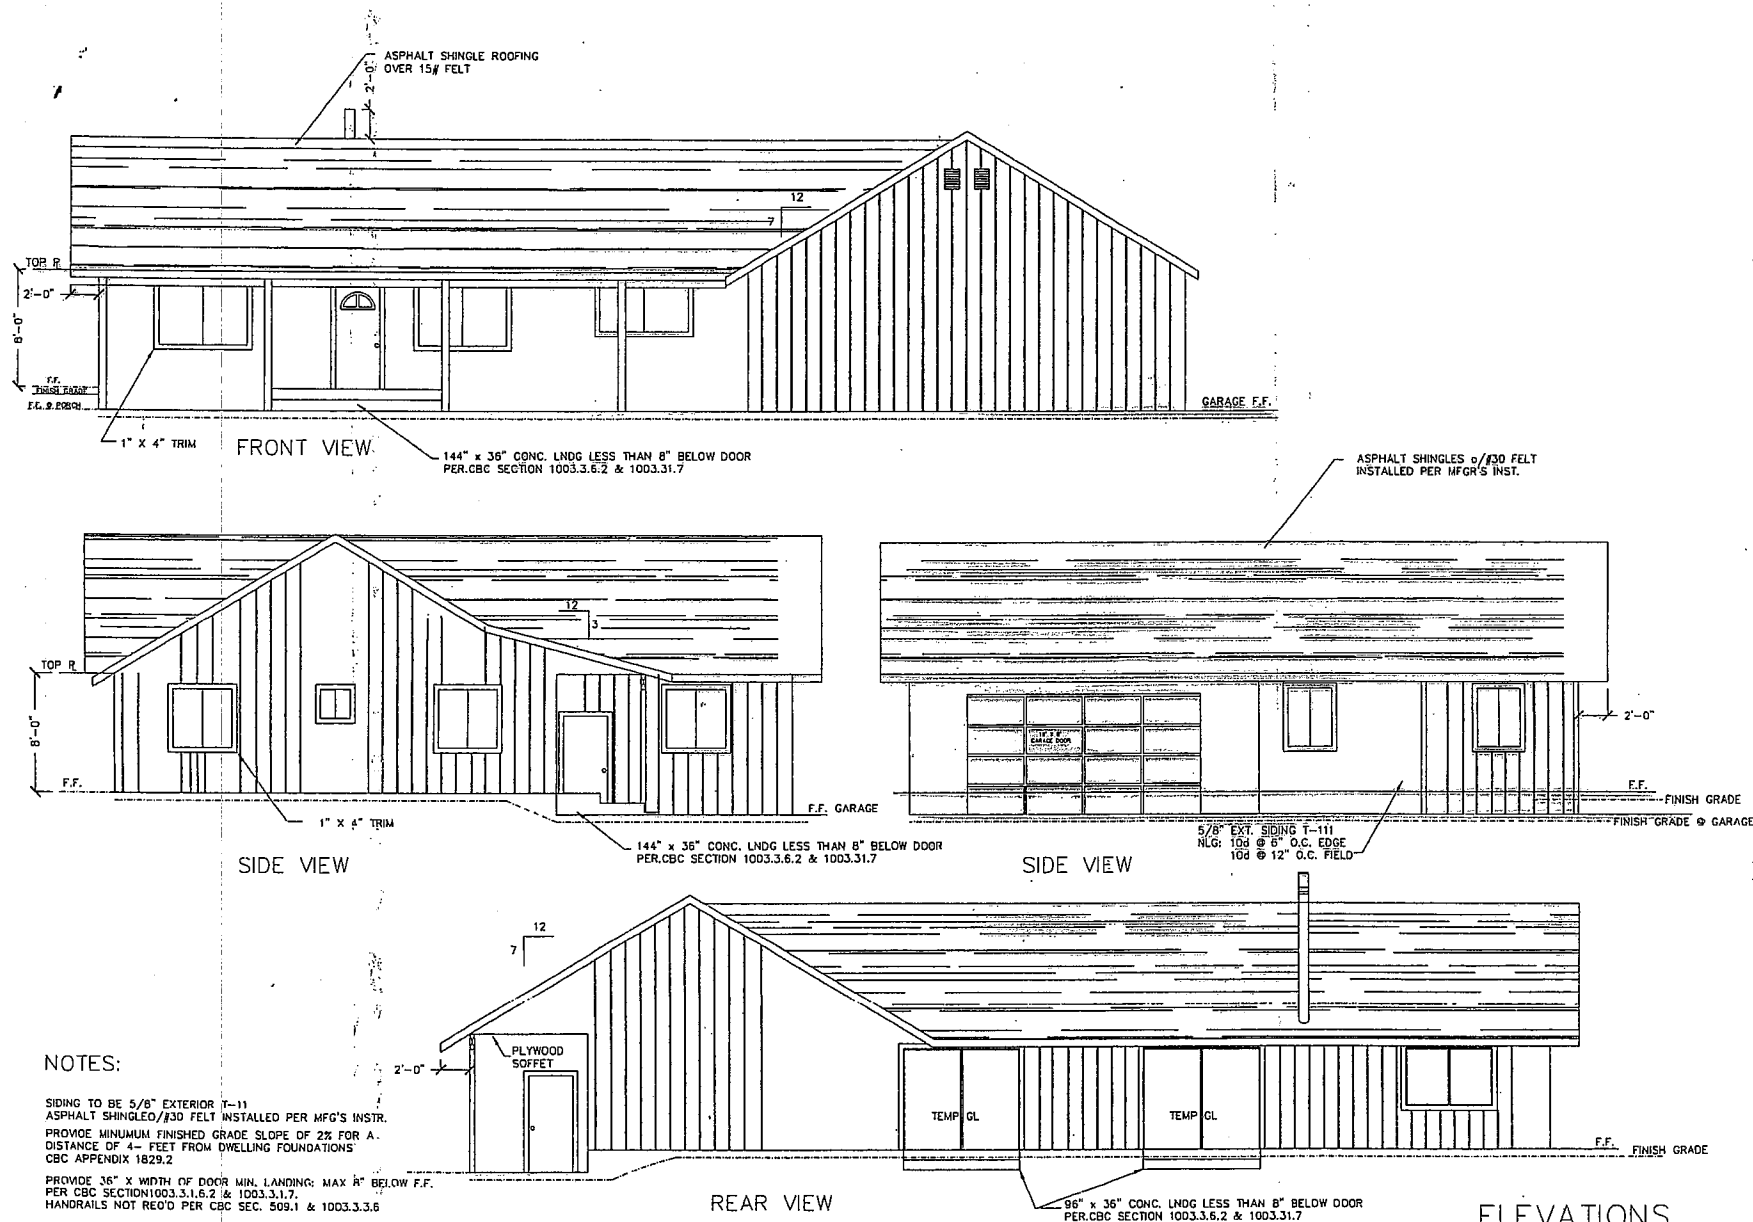 ASPHALT SHINGLE ROOFING
OVER 15# FELT
2'-0"
12
7
TOP PL
2'-0"
8'-0"
F.F.
FINISH GRADE
F.F. @ PORCH
GARAGE F.F.
1" X 4" TRIM
FRONT VIEW
144" x 36" CONC. LNDG LESS THAN 8" BELOW DOOR
PER.CBC SECTION 1003.3.6.2 & 1003.31.7
ASPHALT SHINGLES o/#30 FELT
INSTALLED PER MFGR'S INST.
12
3
TOP PL
8'-0"
F.F.
F.F. GARAGE
1" X 4" TRIM
144" x 36" CONC. LNDG LESS THAN 8" BELOW DOOR
PER.CBC SECTION 1003.3.6.2 & 1003.31.7
SIDE VIEW
GARAGE DOOR
2'-0"
F.F.
FINISH GRADE
FINISH GRADE @ GARAGE
5/8" EXT. SIDING T-111
NLG: 10d @ 6" O.C. EDGE
10d @ 12" O.C. FIELD
SIDE VIEW
12
7
PLYWOOD
SOFFET
2'-0"
TEMP GL
TEMP GL
F.F.
FINISH GRADE
REAR VIEW
96" x 36" CONC. LNDG LESS THAN 8" BELOW DOOR
PER.CBC SECTION 1003.3.6.2 & 1003.31.7
NOTES:
SIDING TO BE 5/8" EXTERIOR T-11
ASPHALT SHINGLEO/#30 FELT INSTALLED PER MFG'S INSTR.
PROVIDE MINUMUM FINISHED GRADE SLOPE OF 2% FOR A
DISTANCE OF 4- FEET FROM DWELLING FOUNDATIONS
CBC APPENDIX 1829.2
PROVIDE 36" X WIDTH OF DOOR MIN. LANDING: MAX 8" BELOW F.F.
PER CBC SECTION1003.3.1.6.2 & 1003.3.1.7.
HANDRAILS NOT REQ'D PER CBC SEC. 509.1 & 1003.3.3.6
ELEVATIONS